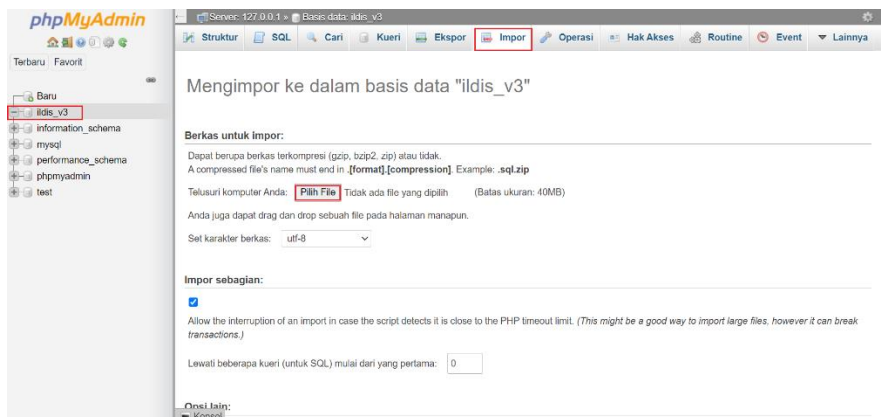 phpMyAdmin
Terbaru Favorit
Baru
ildis_v3
information_schema
mysql
performance_schema
phpmyadmin
test
Server: 127.0.0.1 » Basis data: ildis_v3
Struktur SQL Cari Kueri Ekspor Impor Operasi Hak Akses Routine Event Lainnya
Mengimpor ke dalam basis data "ildis_v3"
Berkas untuk impor:
Dapat berupa berkas terkompresi (gzip, bzip2, zip) atau tidak.
A compressed file's name must end in .[format].[compression]. Example: .sql.zip
Telusuri komputer Anda: Pilih File Tidak ada file yang dipilih (Batas ukuran: 40MB)
Anda juga dapat drag dan drop sebuah file pada halaman manapun.
Set karakter berkas: utf-8
Impor sebagian:
Allow the interruption of an import in case the script detects it is close to the PHP timeout limit. (This might be a good way to import large files, however it can break
transactions.)
Lewati beberapa kueri (untuk SQL) mulai dari yang pertama: 0
Opsi lain:
Konsol